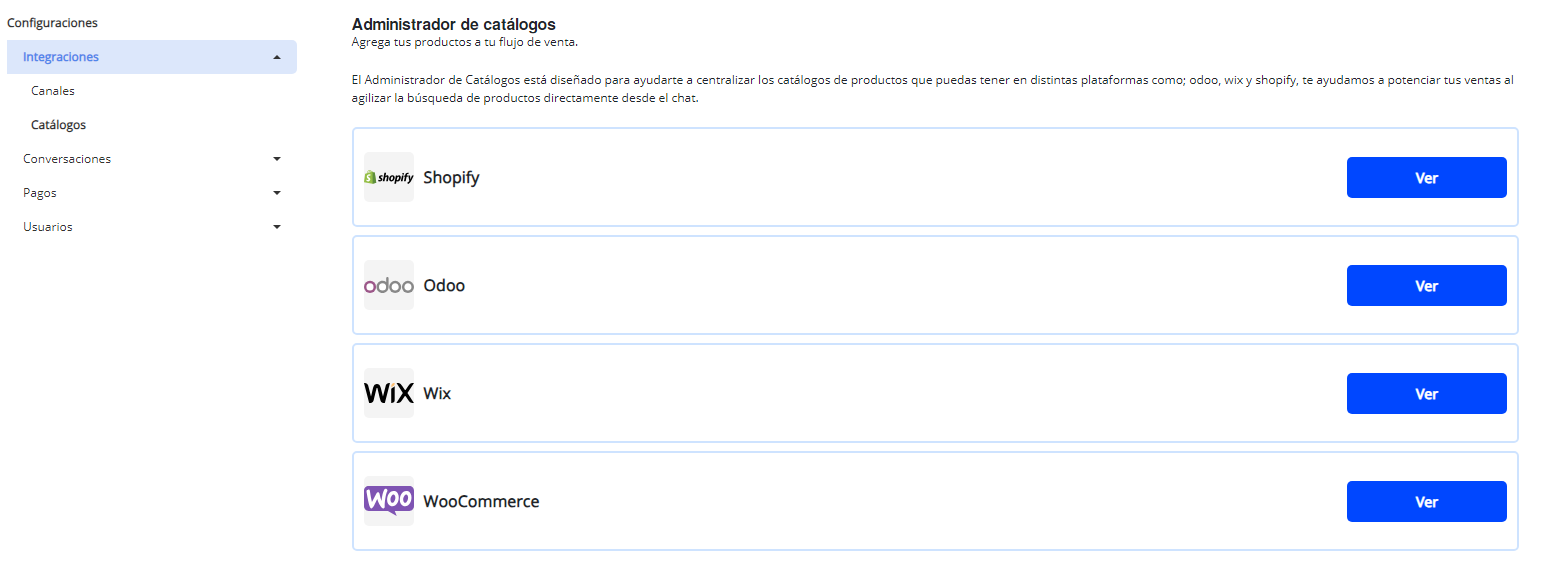 Configuraciones
Integraciones
Canales
Catálogos
Conversaciones
Pagos
Usuarios
Administrador de catálogos
Agrega tus productos a tu flujo de venta.
El Administrador de Catálogos está diseñado para ayudarte a centralizar los catálogos de productos que puedas tener en distintas plataformas como; odoo, wix y shopify, te ayudamos a potenciar tus ventas al
agilizar la búsqueda de productos directamente desde el chat.
shopify Shopify Ver
odoo Odoo Ver
WiX Wix Ver
WOO WooCommerce Ver